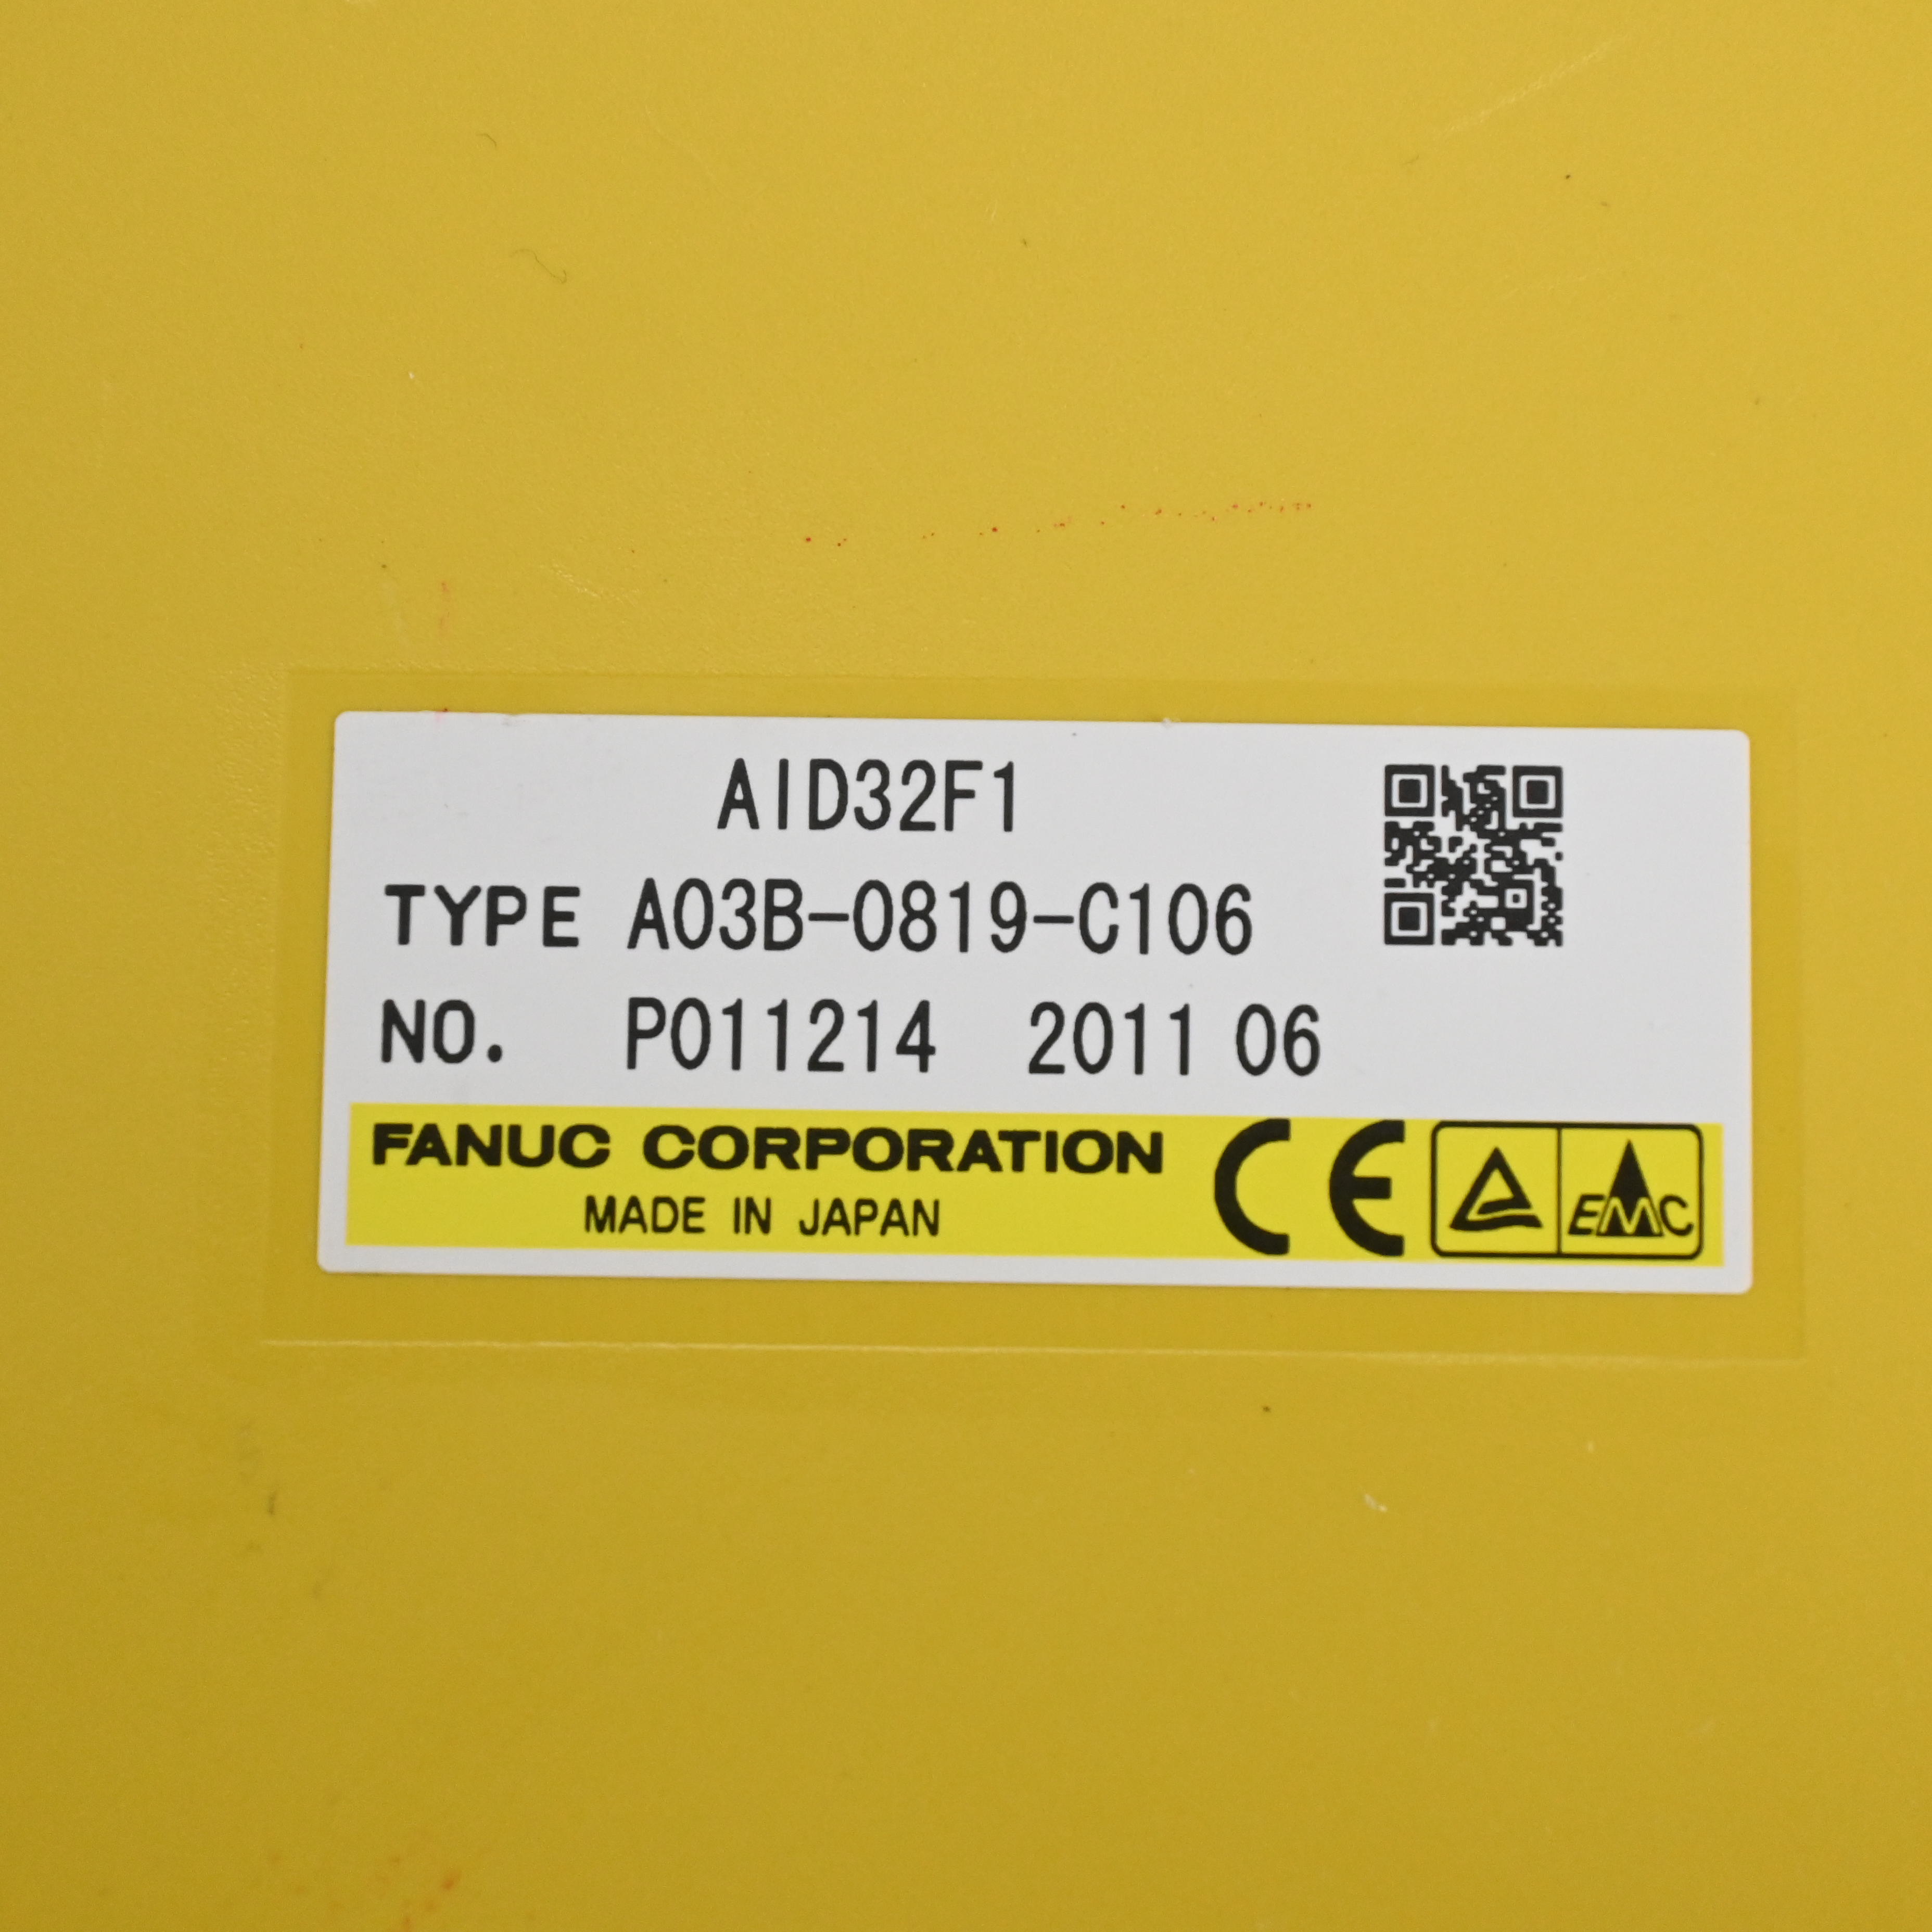 AID32F1
TYPE A03B-0819-C106
NO. P011214 2011 06
FANUC CORPORATION
MADE IN JAPAN
CE
EMC